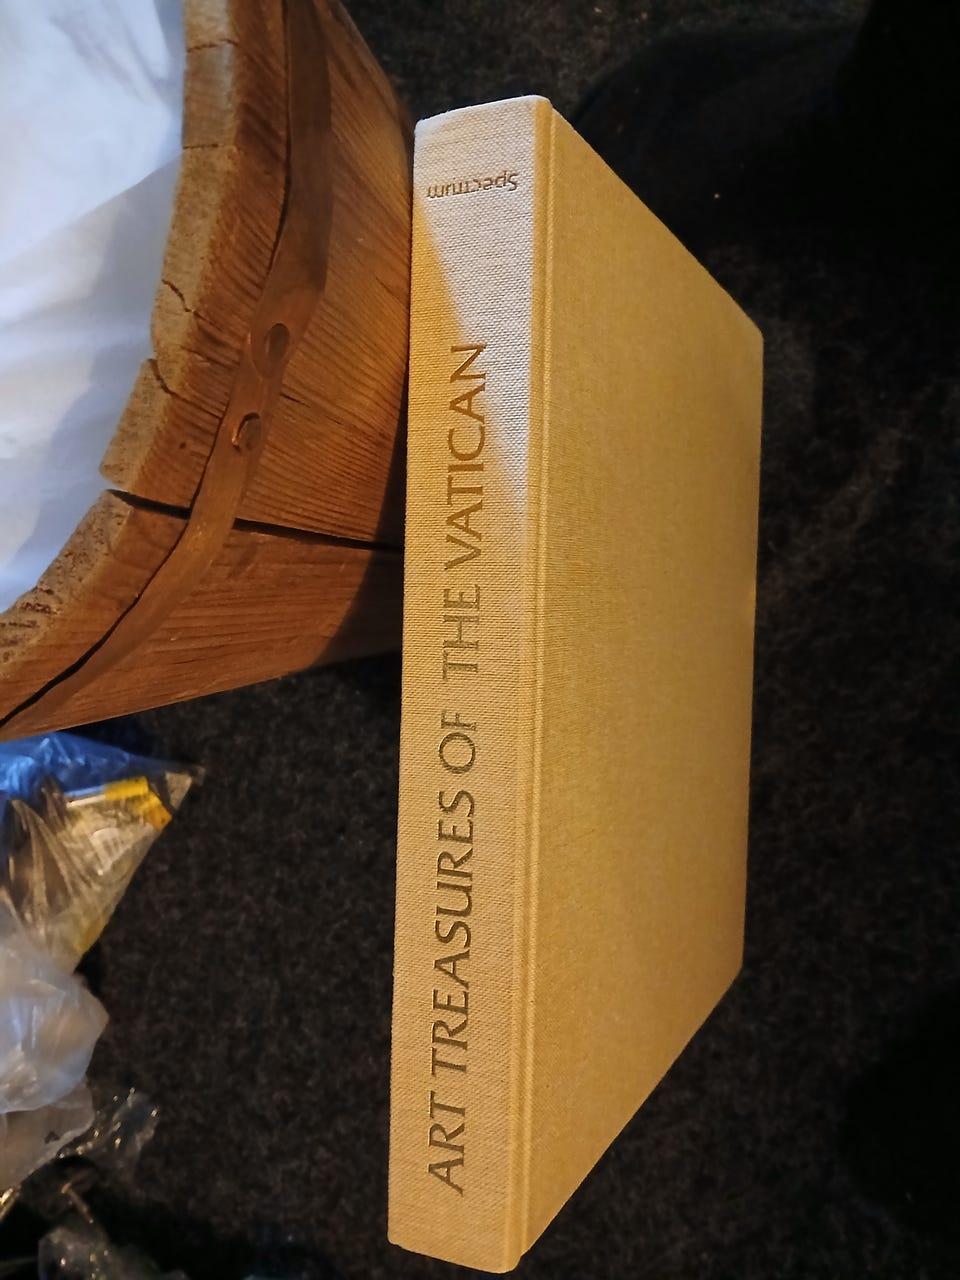 ART TREASURES OF THE VATICAN
Spectrum